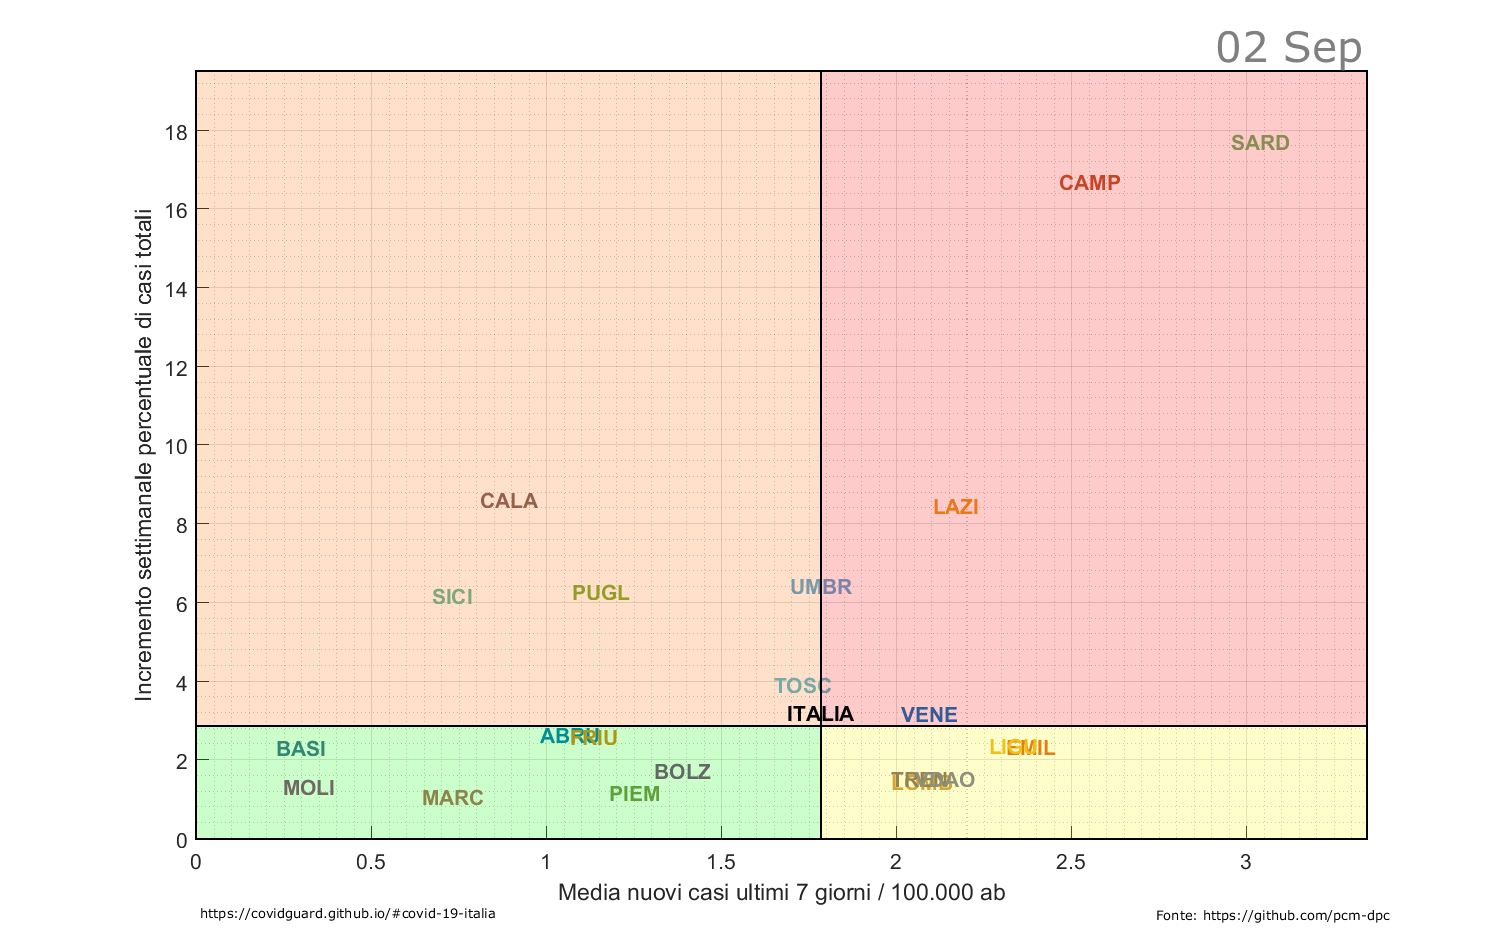 02 Sep
Incremento settimanale percentuale di casi totali
18
16
14
12
10
8
6
4
2
0
SARD
CAMP
CALA
LAZI
UMBR
PUGL
SICI
TOSC
ITALIA
VENE
ABRU
FRIU
BASI
LIGU
EMIL
BOLZ
TREN
LOMB
MOLI
PIEM
MARC
0
0.5
1
1.5
2
2.5
3
Media nuovi casi ultimi 7 giorni / 100.000 ab
https://covidguard.github.io/#covid-19-italia
Fonte: https://github.com/pcm-dpc